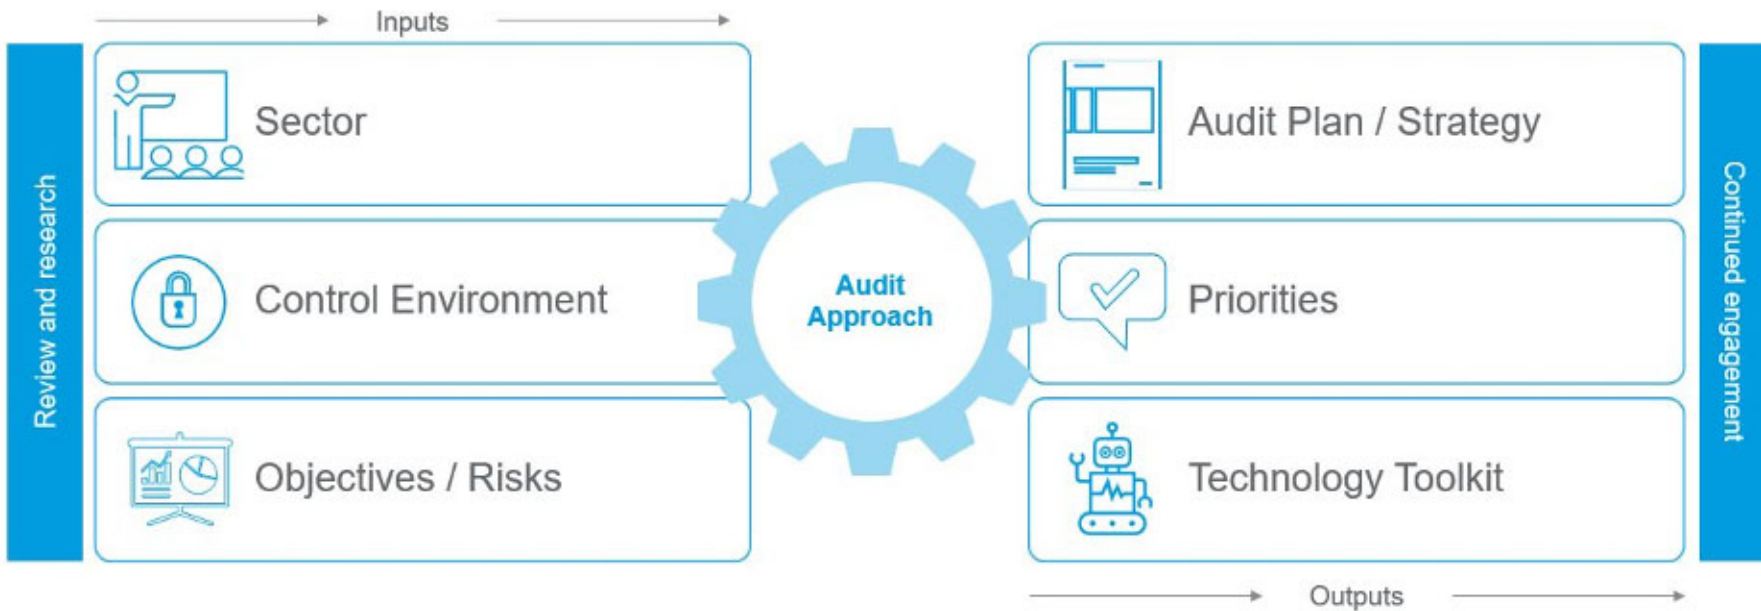 Inputs
Review and research
Sector
Control Environment
Objectives / Risks
Audit
Approach
Audit Plan / Strategy
Priorities
Technology Toolkit
Continued engagement
Outputs